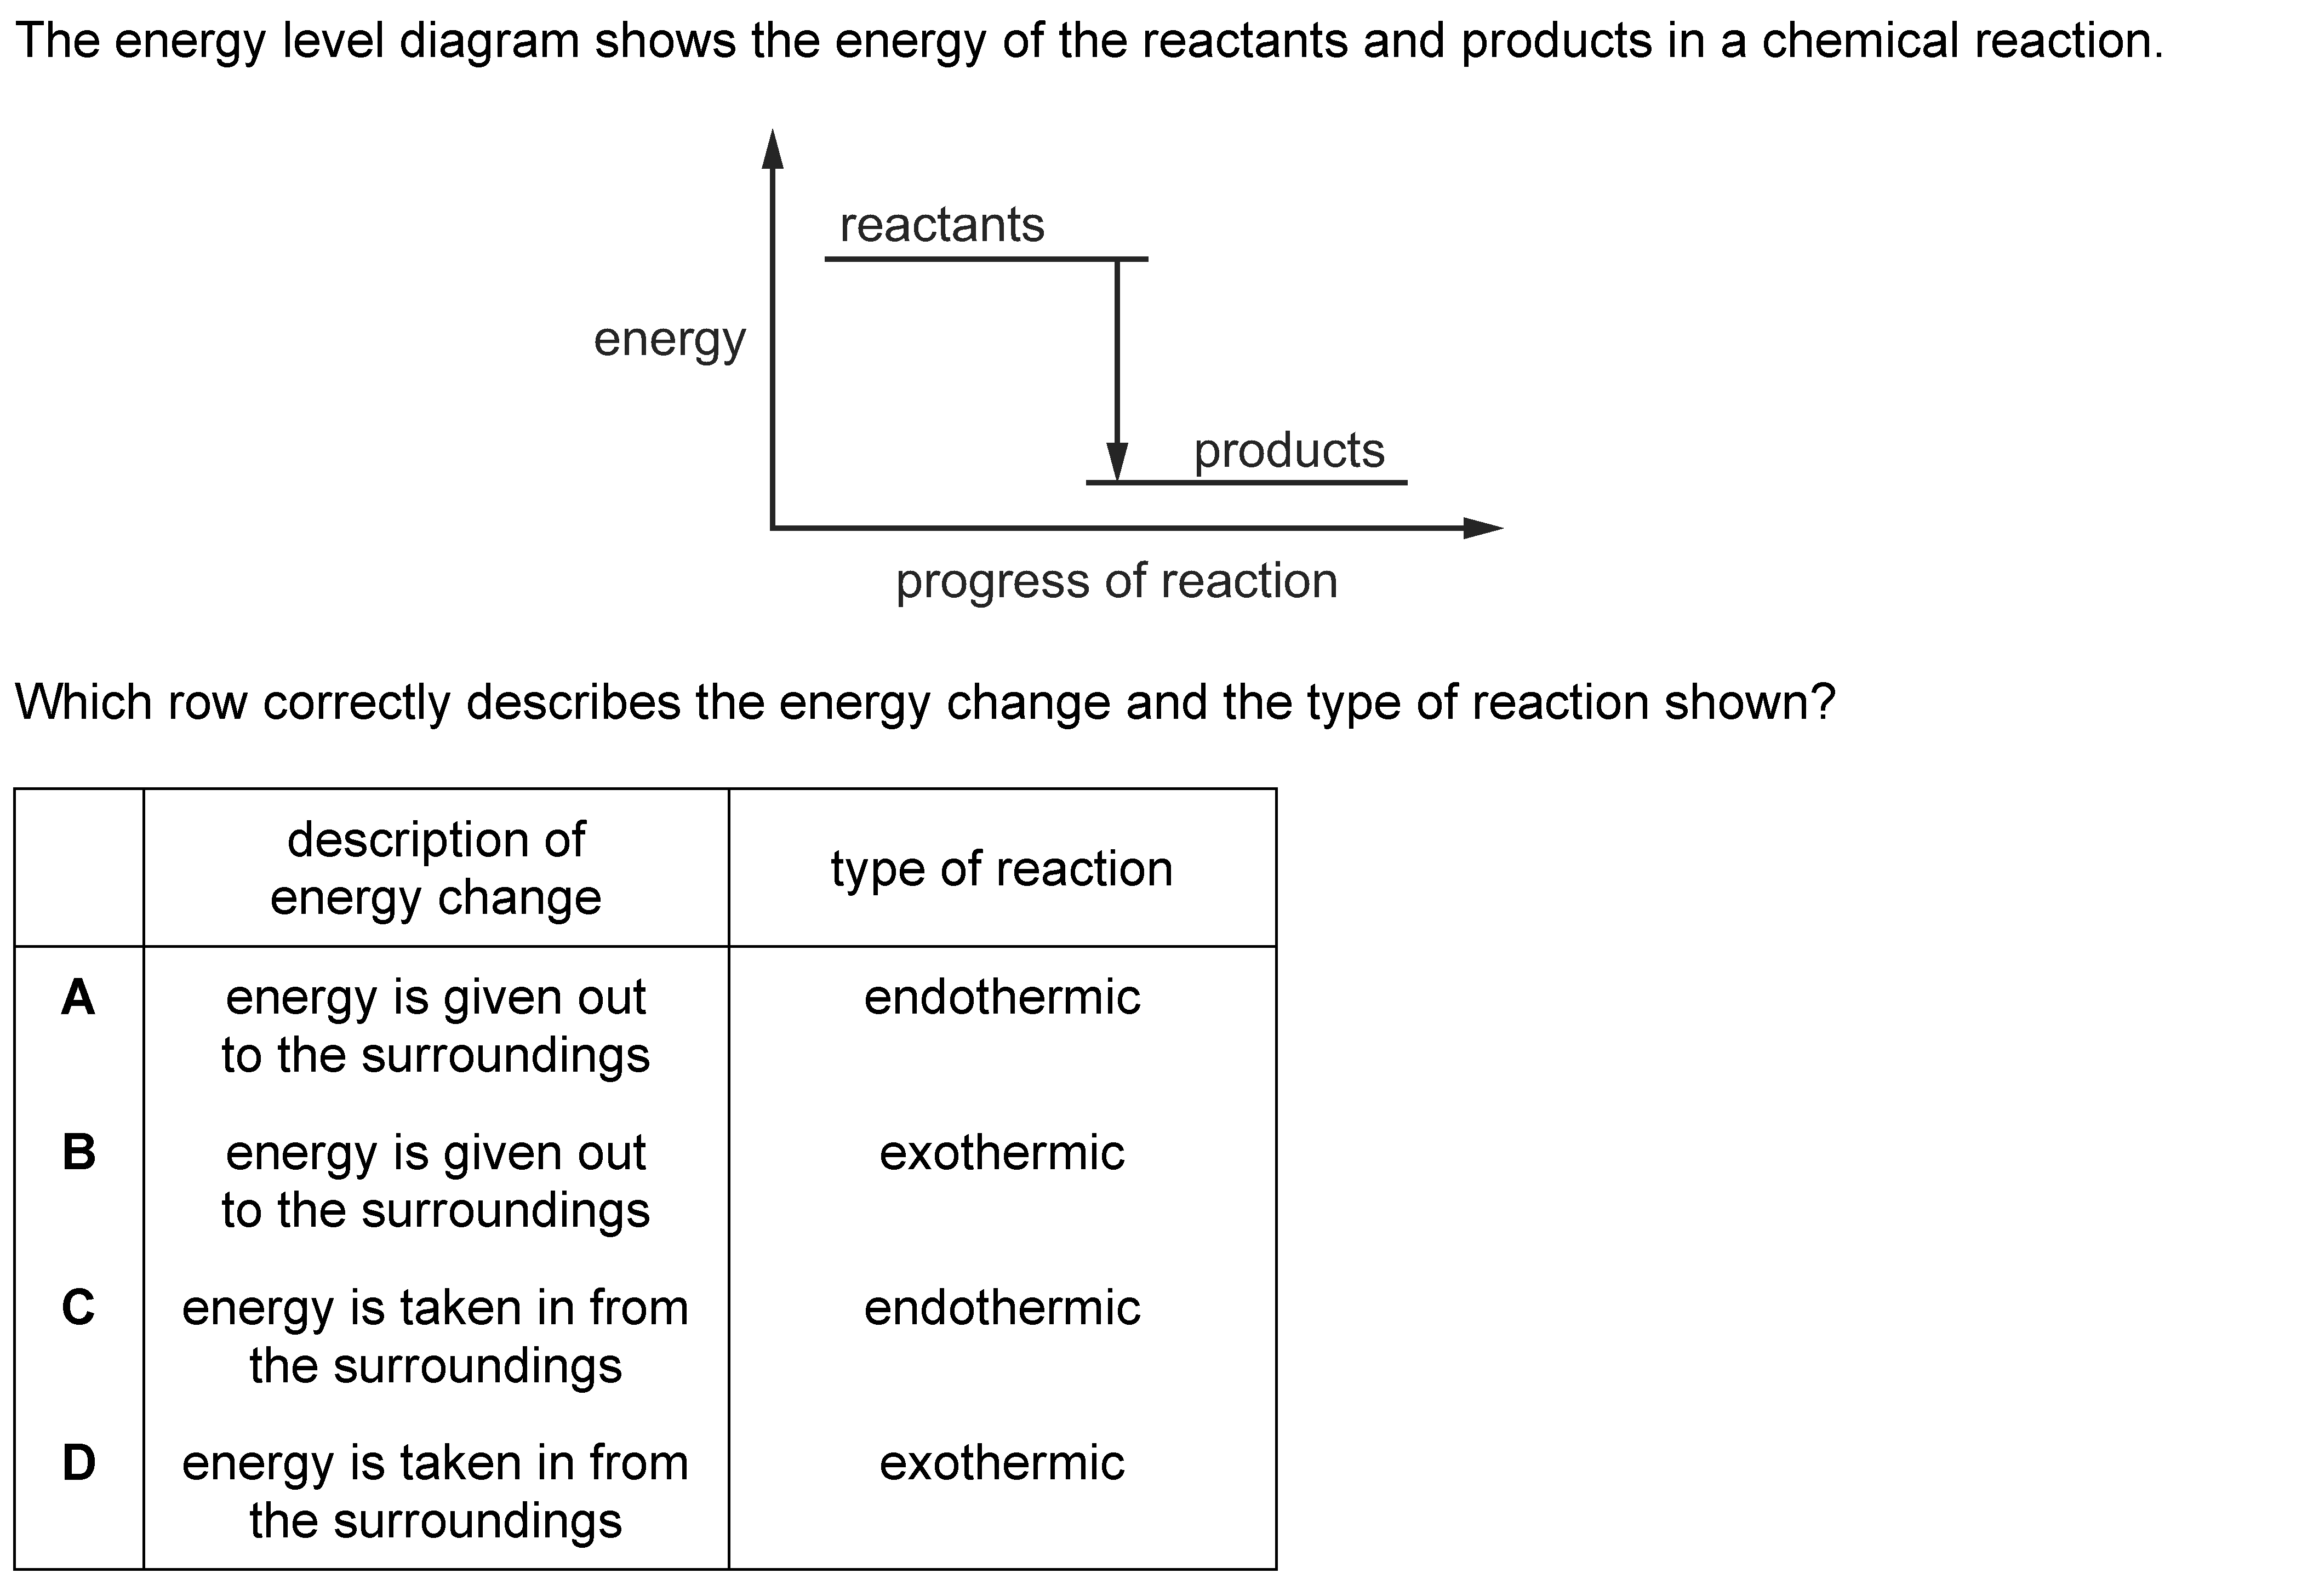 The energy level diagram shows the energy of the reactants and products in a chemical reaction.
reactants
energy
products
progress of reaction
Which row correctly describes the energy change and the type of reaction shown?
description of
energy change
type of reaction
A energy is given out endothermic
to the surroundings
B energy is given out exothermic
to the surroundings
C energy is taken in from endothermic
the surroundings
D energy is taken in from exothermic
the surroundings